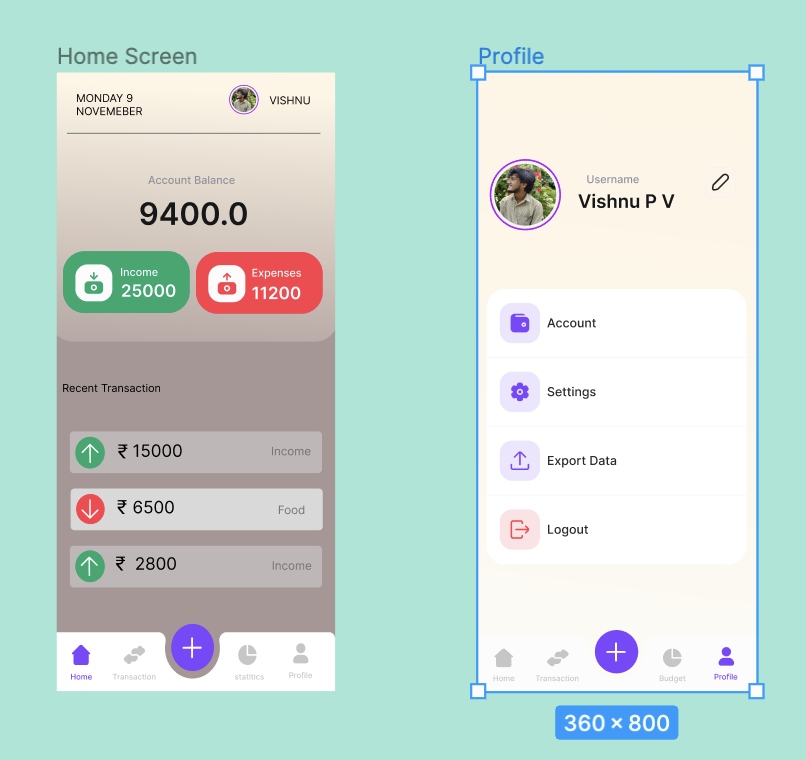 Home Screen
MONDAY 9
NOVEMEBER
VISHNU
Account Balance
9400.0
Income
25000
Expenses
11200
Recent Transaction
₹ 15000
Income
₹ 6500
Food
₹ 2800
Income
Home
Transaction
statitics
Profile
Profile
Username
Vishnu P V
Account
Settings
Export Data
Logout
Home
Transaction
Budget
Profile
360 × 800